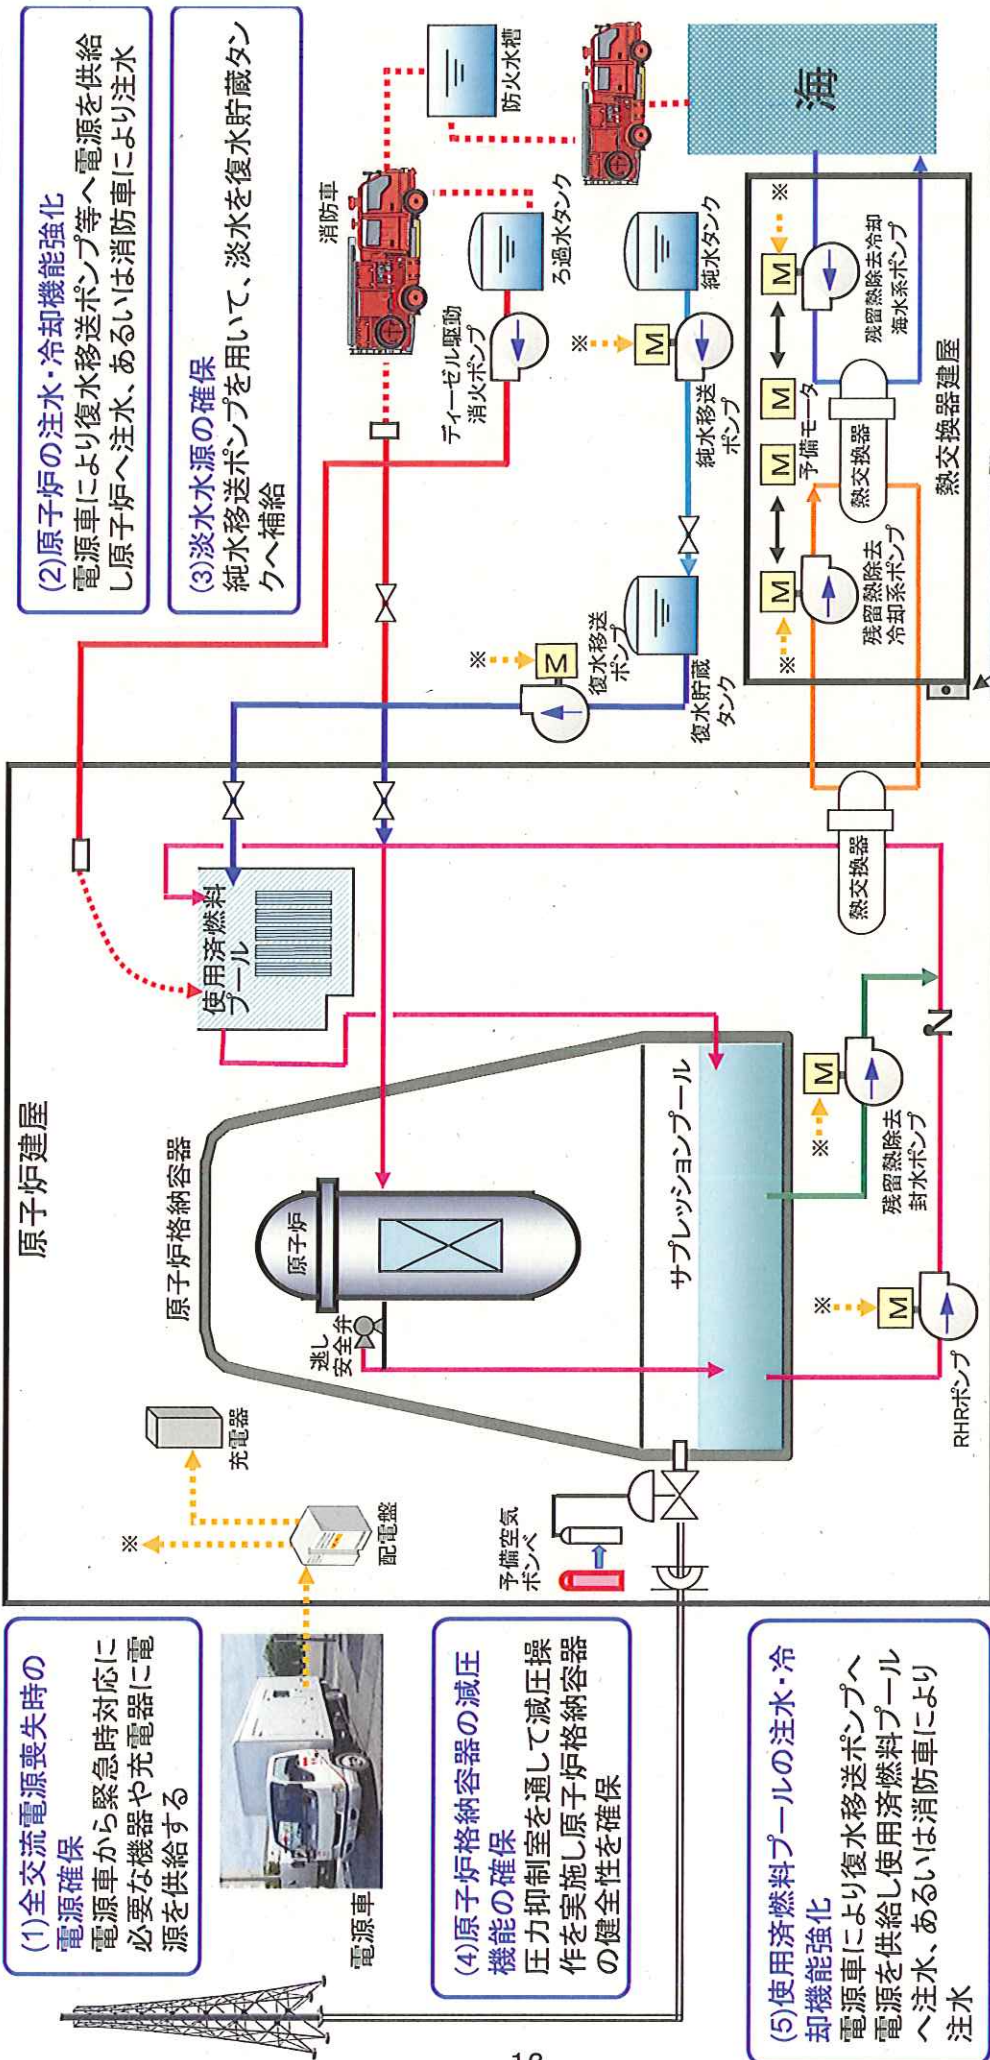 (1)全交流電源喪失時の
電源確保
電源車から緊急時対応に
必要な機器や充電器に電
源を供給する
電源車
(4)原子炉格納容器の減圧
機能の確保
圧力抑制室を通して減圧操
作を実施し原子炉格納容器
の健全性を確保
(5)使用済燃料プールの注水・冷
却機能強化
電源車により復水移送ポンプへ
電源を供給し使用済燃料プール
へ注水、あるいは消防車により
注水
原子炉建屋
※
充電器
配電盤
予備空気
ボンベ
原子炉格納容器
原子炉
逃し
安全弁
サプレッションプール
使用済燃料
プール
※
M
RHRポンプ
※
M
残留熱除去
封水ポンプ
熱交換器
(2)原子炉の注水・冷却機能強化
電源車により復水移送ポンプ等へ電源を供給
し原子炉へ注水、あるいは消防車により注水
(3)淡水水源の確保
純水移送ポンプを用いて、淡水を復水貯蔵タン
クへ補給
消防車
防火水槽
ディーゼル駆動
消火ポンプ
ろ過水タンク
※
M
復水移送
ポンプ
復水貯蔵
タンク
※
M
純水移送
ポンプ
純水タンク
海
※
M
M
M
M
※
予備モータ
残留熱除去
冷却系ポンプ
熱交換器
残留熱除去冷却
海水系ポンプ
熱交換器建屋